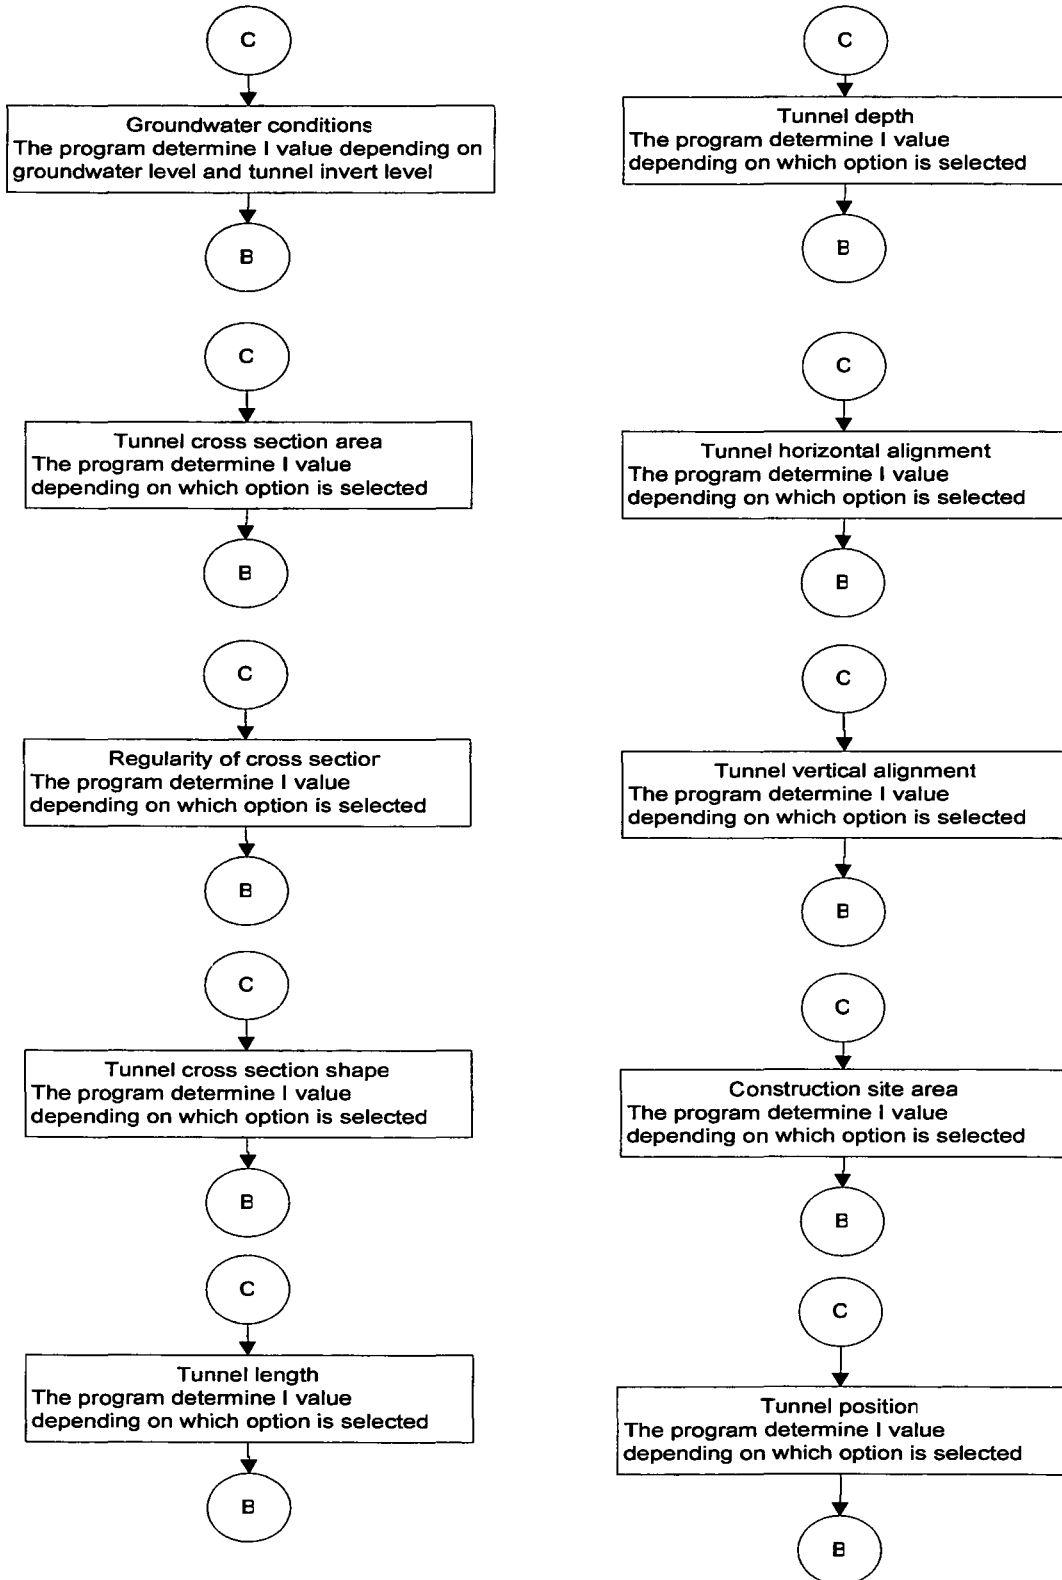 C
Groundwater conditions
The program determine I value depending on
groundwater level and tunnel invert level
B
C
Tunnel cross section area
The program determine I value
depending on which option is selected
B
C
Regularity of cross sectior
The program determine I value
depending on which option is selected
B
C
Tunnel cross section shape
The program determine I value
depending on which option is selected
B
C
Tunnel length
The program determine I value
depending on which option is selected
B
C
Tunnel depth
The program determine I value
depending on which option is selected
B
C
Tunnel horizontal alignment
The program determine I value
depending on which option is selected
B
C
Tunnel vertical alignment
The program determine I value
depending on which option is selected
B
C
Construction site area
The program determine I value
depending on which option is selected
B
C
Tunnel position
The program determine I value
depending on which option is selected
B